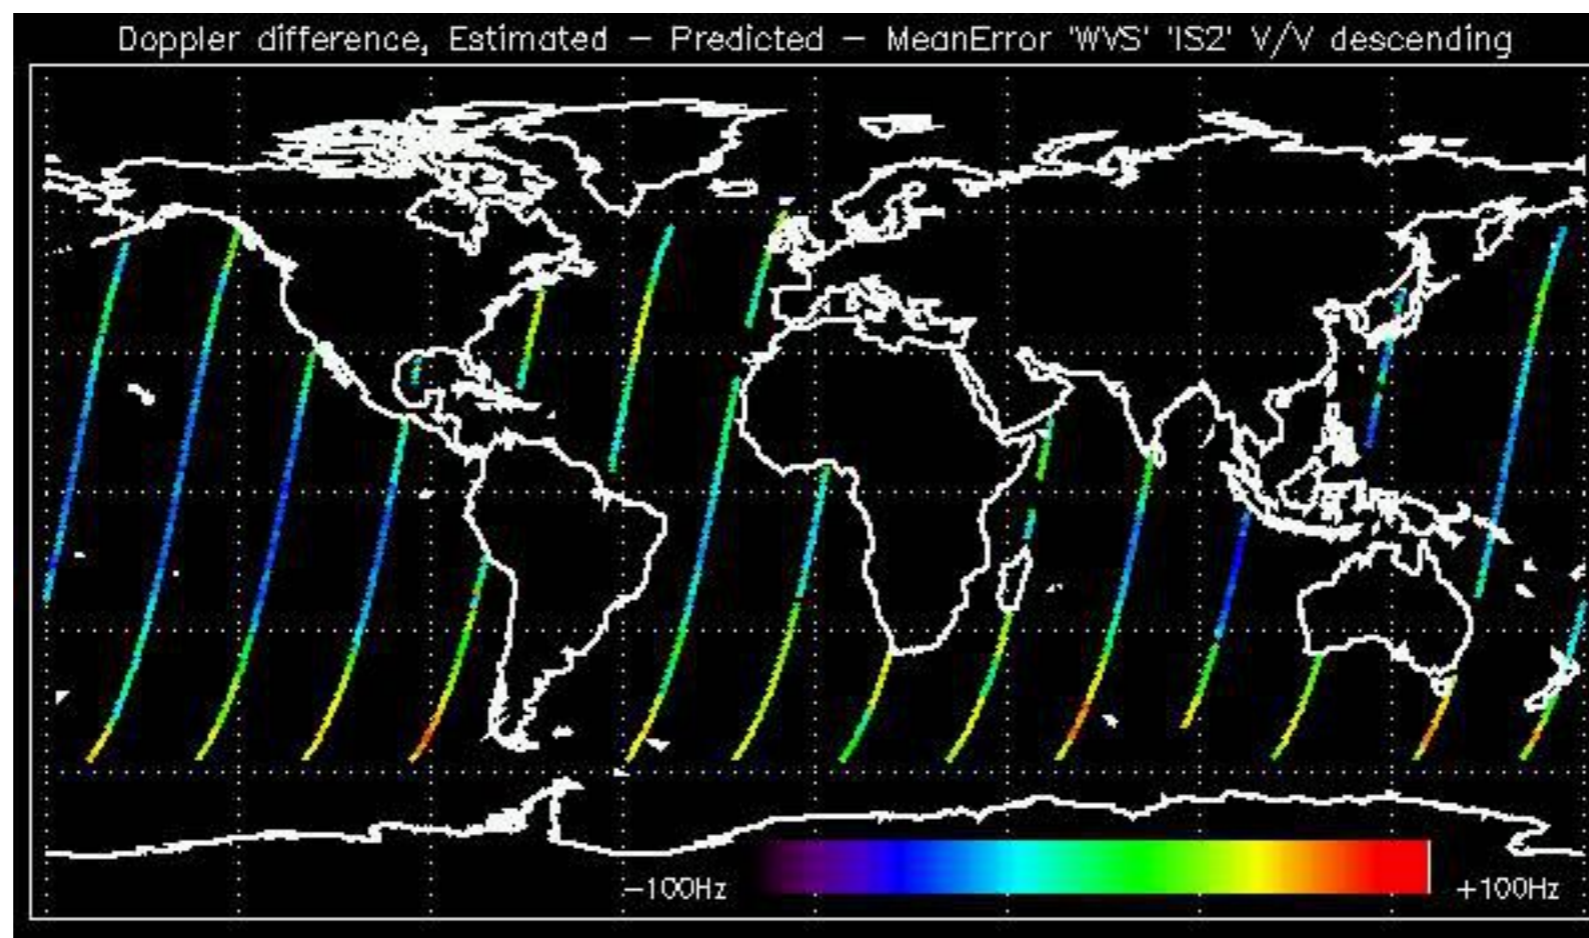 Doppler difference, Estimated – Predicted – MeanError 'WVS' 'IS2' V/V descending
–100Hz
+100Hz